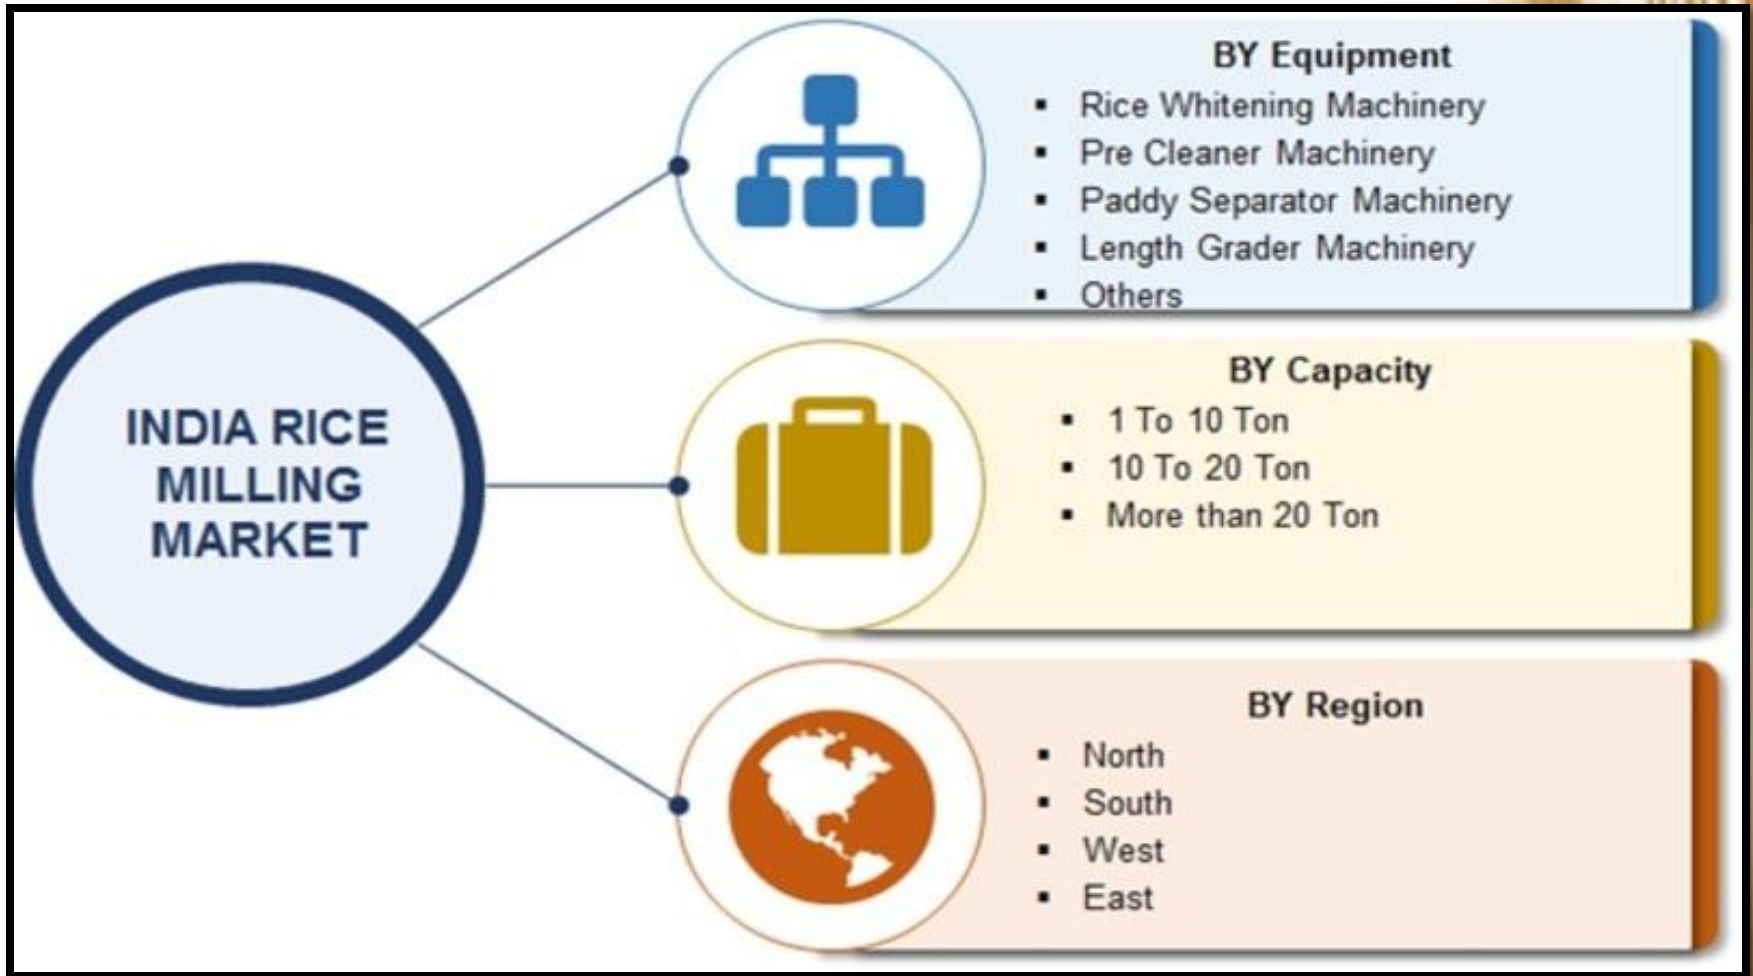 INDIA RICE
MILLING
MARKET
BY Equipment
▪ Rice Whitening Machinery
▪ Pre Cleaner Machinery
▪ Paddy Separator Machinery
▪ Length Grader Machinery
▪ Others
BY Capacity
▪ 1 To 10 Ton
▪ 10 To 20 Ton
▪ More than 20 Ton
BY Region
▪ North
▪ South
▪ West
▪ East